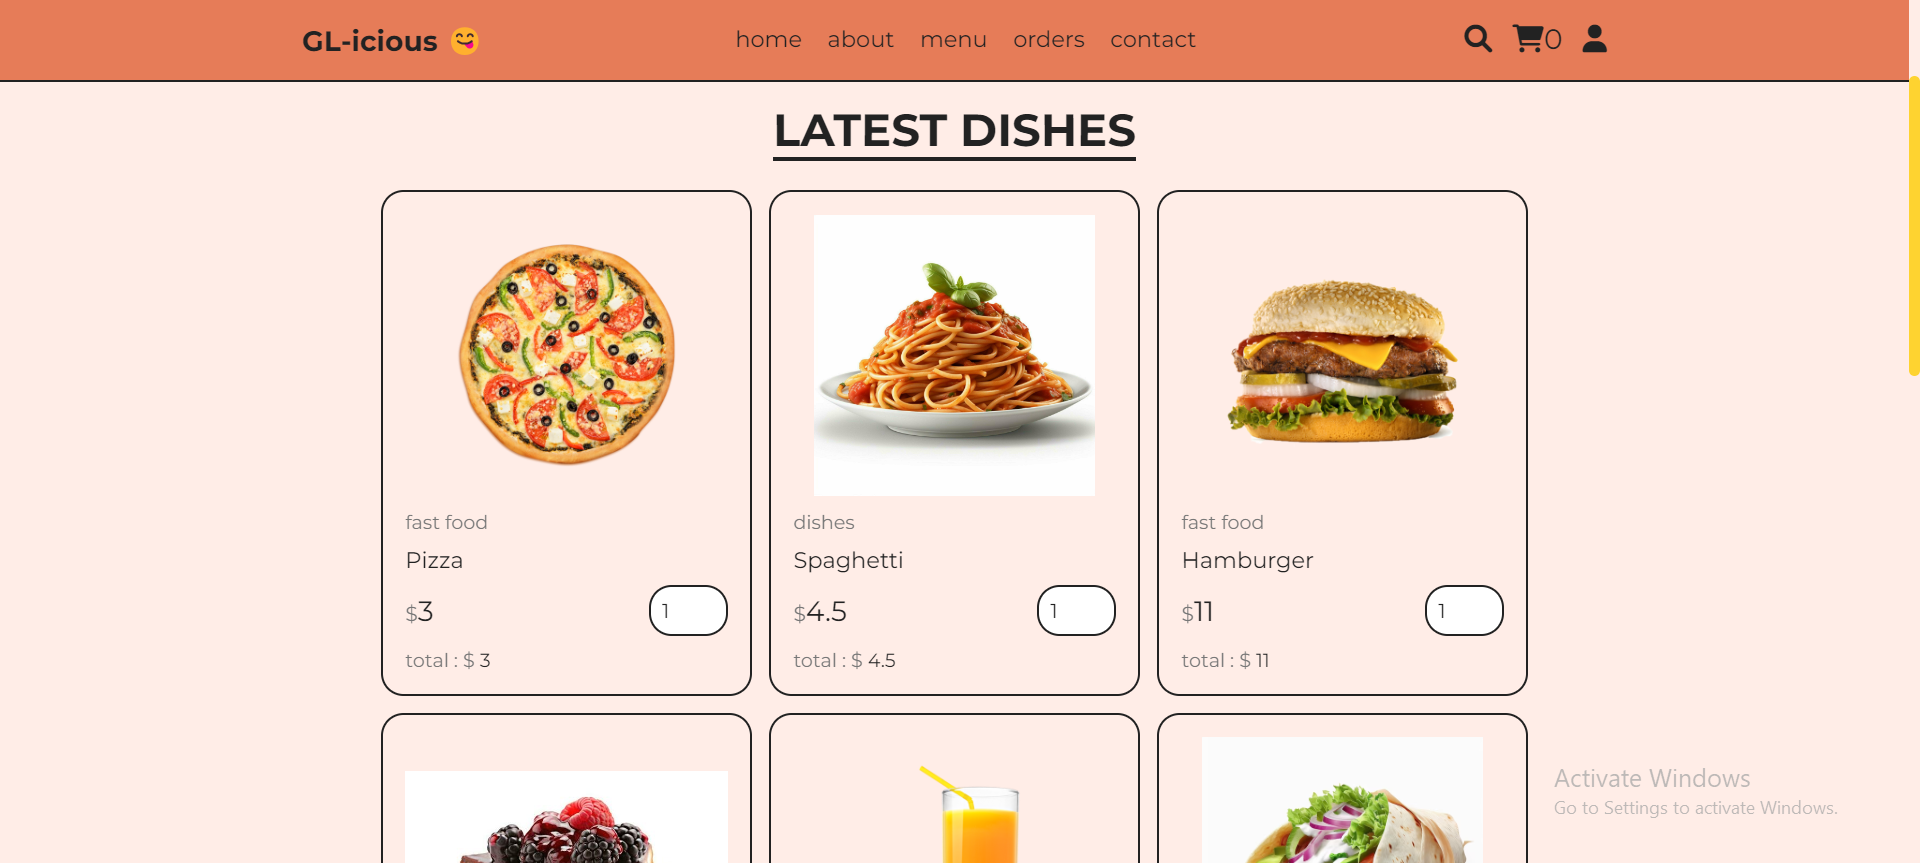 GL-icious 😋 home about menu orders contact 0
LATEST DISHES
fast food
Pizza
$3 1
total : $ 3
dishes
Spaghetti
$4.5 1
total : $ 4.5
fast food
Hamburger
$11 1
total : $ 11
Activate Windows
Go to Settings to activate Windows.